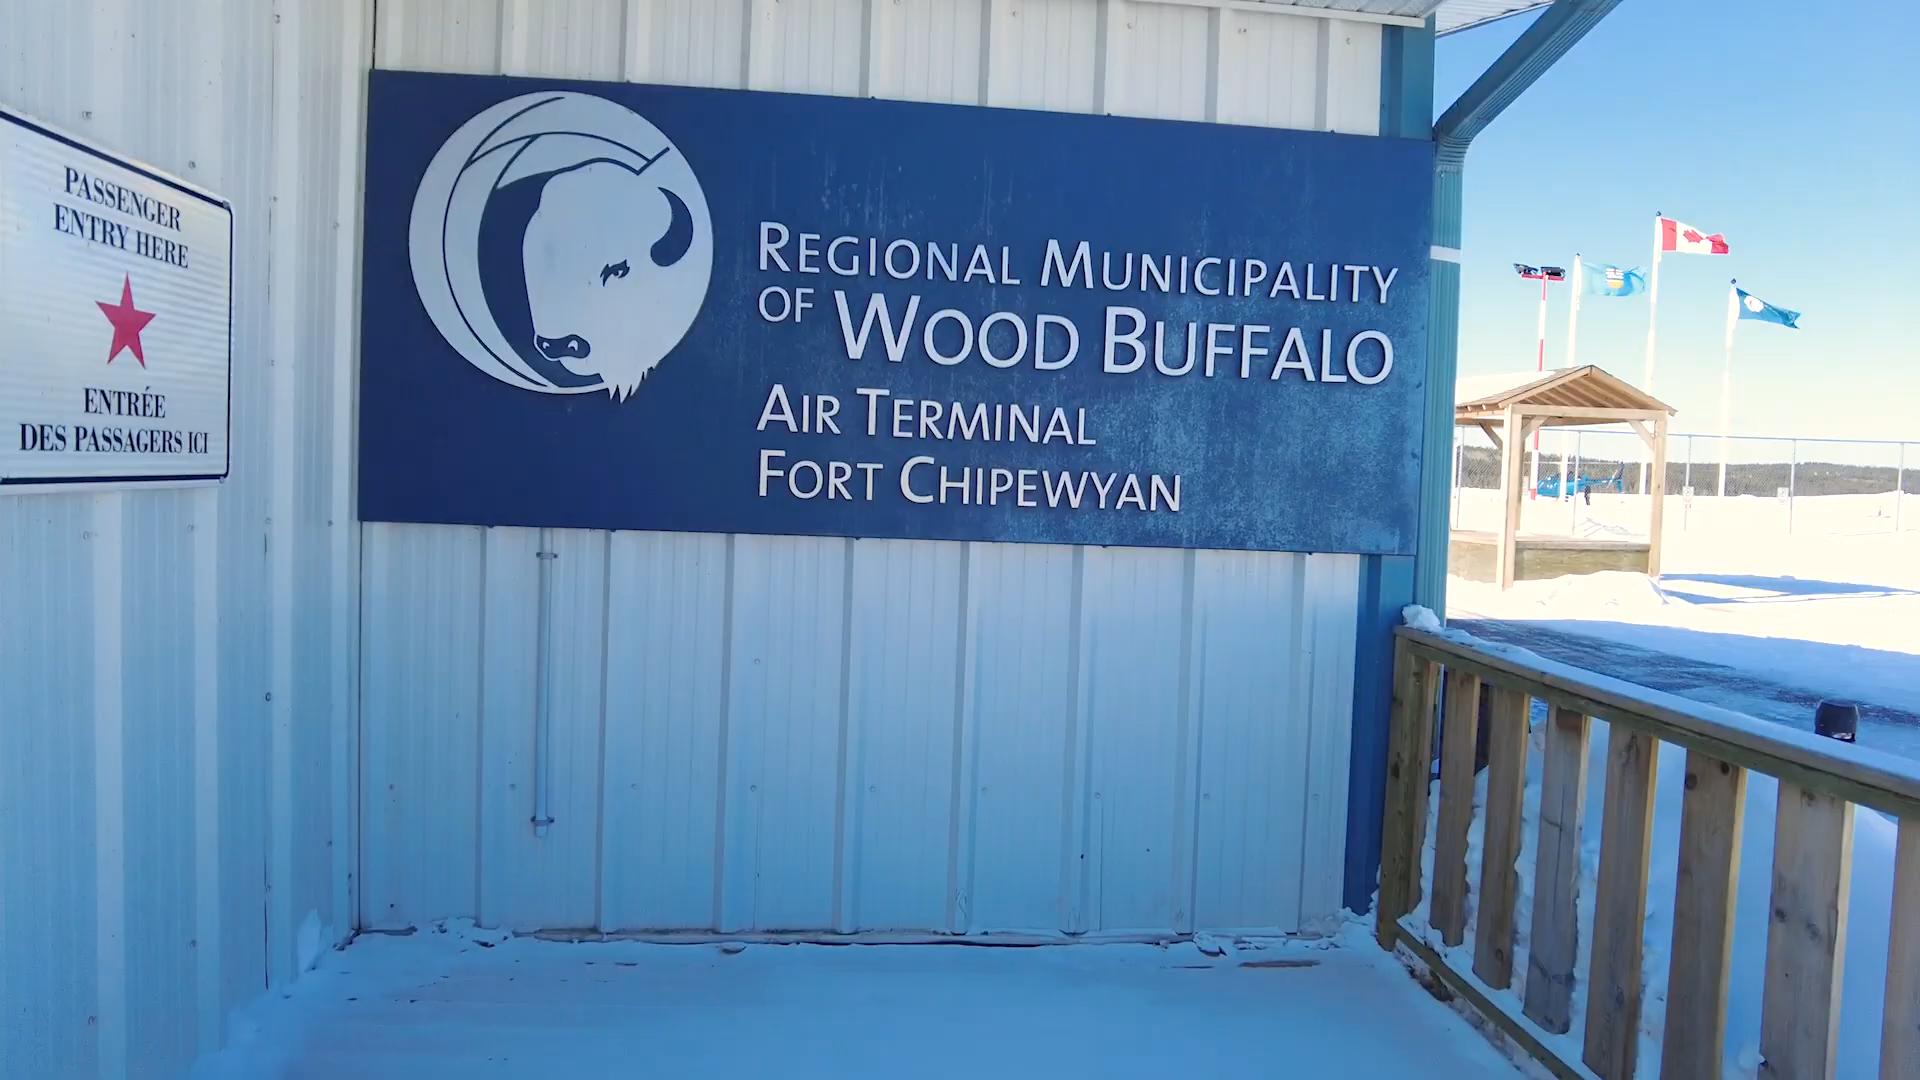 PASSENGER
ENTRY HERE
ENTRÉE
DES PASSAGERS ICI
REGIONAL MUNICIPALITY
OF WOOD BUFFALO
AIR TERMINAL
FORT CHIPEWYAN